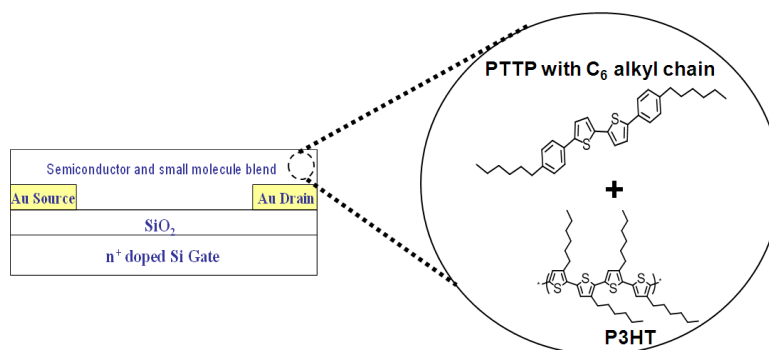 PTTP with C₆ alkyl chain
S
S
Semiconductor and small molecule blend
Au Source
Au Drain
SiO₂
n⁺ doped Si Gate
+
S
S
S
S
P3HT